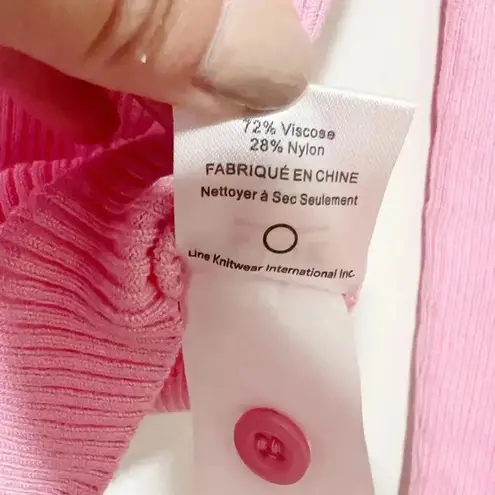 72% Viscose
28% Nylon
FABRIQUÉ EN CHINE
Nettoyer à Sec Seulement
Line Knitwear International Inc.